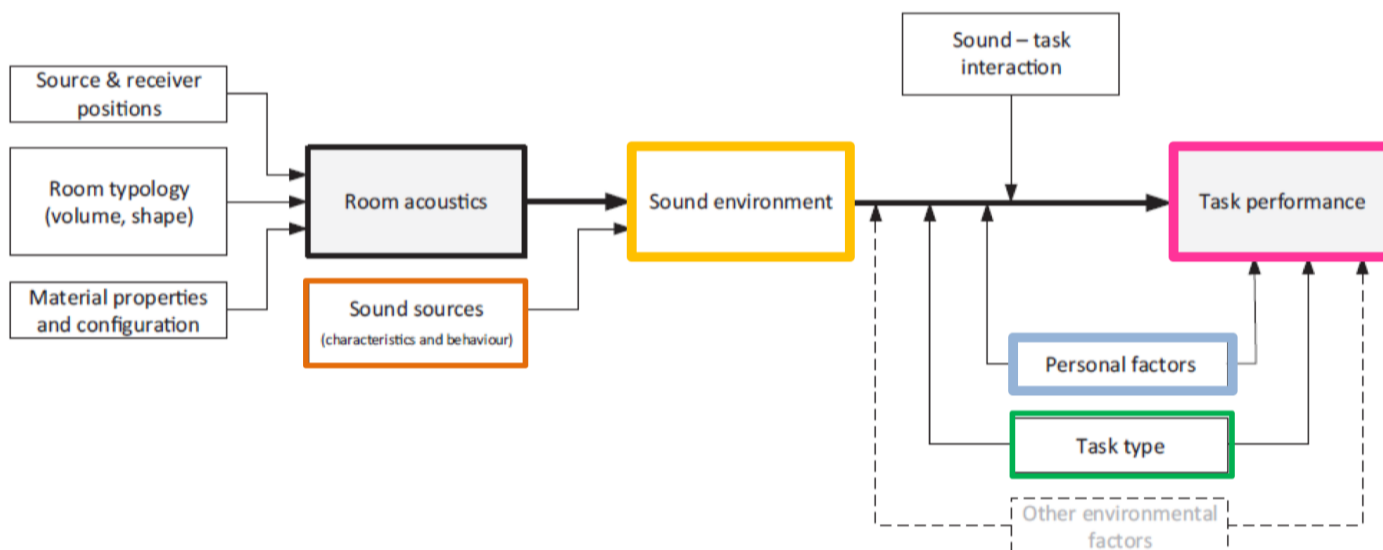 Sound – task
interaction
Source & receiver
positions
Room typology
(volume, shape)
Material properties
and configuration
Room acoustics
Sound sources
(characteristics and behaviour)
Sound environment
Task performance
Personal factors
Task type
Other environmental
factors